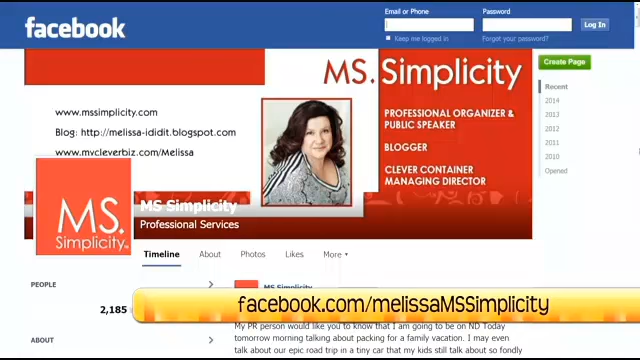 facebook
Email or Phone
Password
Keep me logged in
Forgot your password?
Log In
MS. Simplicity
Create Page
www.mssimplicity.com
Blog: http://melissa-ididit.blogspot.com
www.mycleverbiz.com/Melissa
PROFESSIONAL ORGANIZER &
PUBLIC SPEAKER
BLOGGER
CLEVER CONTAINER
MANAGING DIRECTOR
Recent
2014
2013
2012
2011
2010
Opened
MS.
Simplicity
MS Simplicity
Professional Services
Timeline
About
Photos
Likes
More
PEOPLE
2,185
ABOUT
MS Simplicity
facebook.com/melissaMSSimplicity
My PR person would like you to know that I am going to be on ND Today
tomorrow morning talking about packing for a family vacation. I may even
talk about our epic road trip in a tiny car that my kids still talk about so fondly